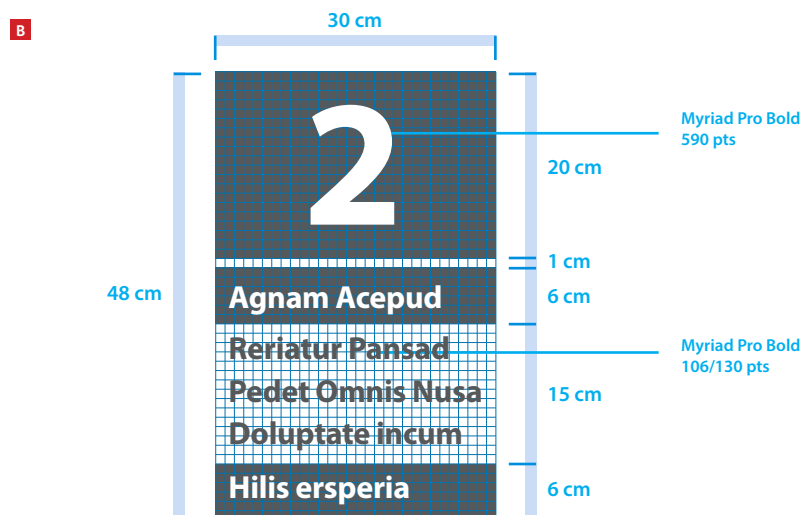 B
30 cm
2
Myriad Pro Bold
590 pts
20 cm
1 cm
48 cm
Agnam Acepud
6 cm
Reriatur Pansad
Myriad Pro Bold
106/130 pts
Pedet Omnis Nusa
15 cm
Doluptate incum
Hilis ersperia
6 cm